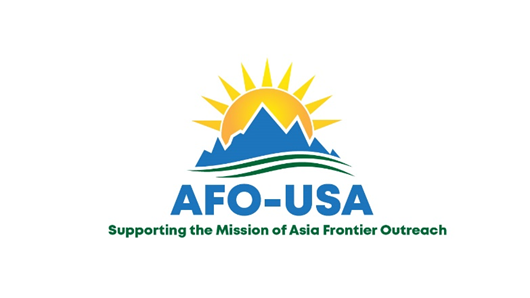 AFO-USA
Supporting the Mission of Asia Frontier Outreach